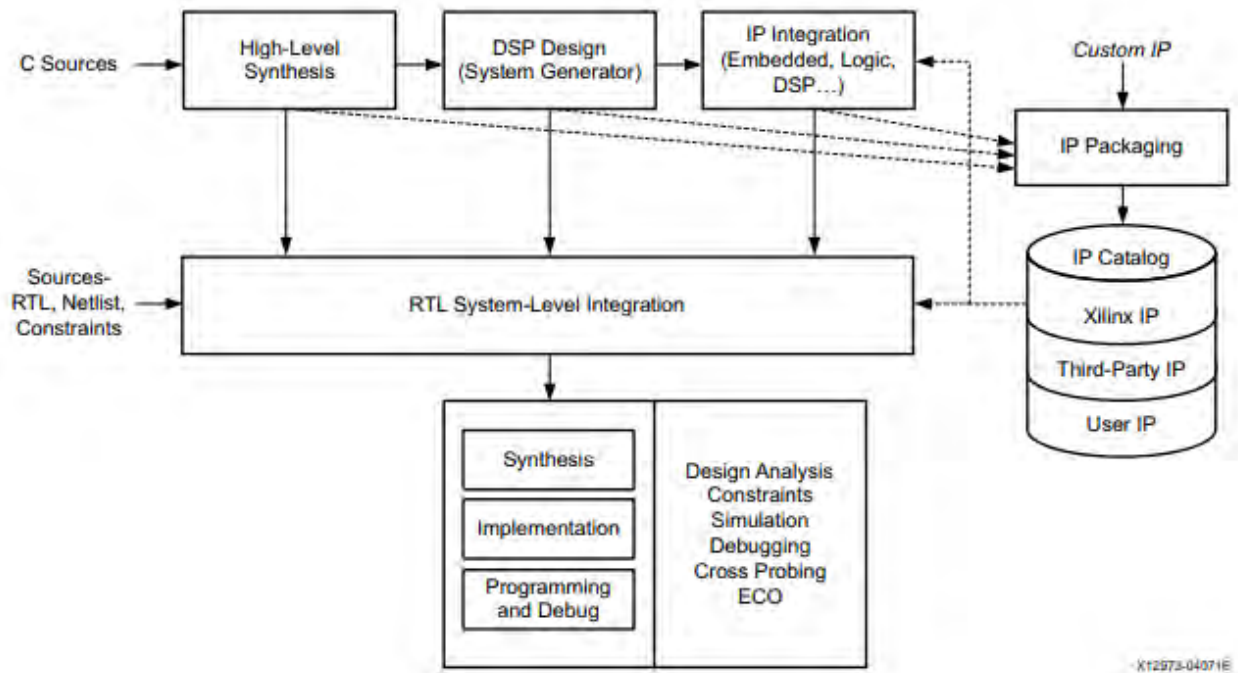 C Sources
High-Level
Synthesis
DSP Design
(System Generator)
IP Integration
(Embedded, Logic,
DSP…)
Custom IP
IP Packaging
IP Catalog
Xilinx IP
Third-Party IP
User IP
Sources-
RTL, Netlist,
Constraints
RTL System-Level Integration
Synthesis
Implementation
Programming
and Debug
Design Analysis
Constraints
Simulation
Debugging
Cross Probing
ECO
X12973-040716